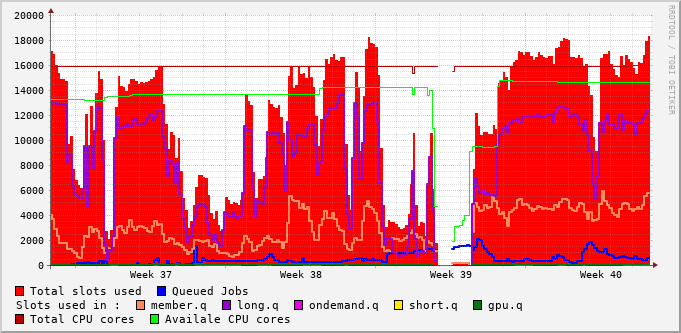 20000
18000
16000
14000
12000
10000
8000
6000
4000
2000
0
Week 37 Week 38 Week 39 Week 40
RRDTOOL / TOBI OETIKER
Total slots used Queued Jobs
Slots used in : member.q long.q ondemand.q short.q gpu.q
Total CPU cores Availale CPU cores